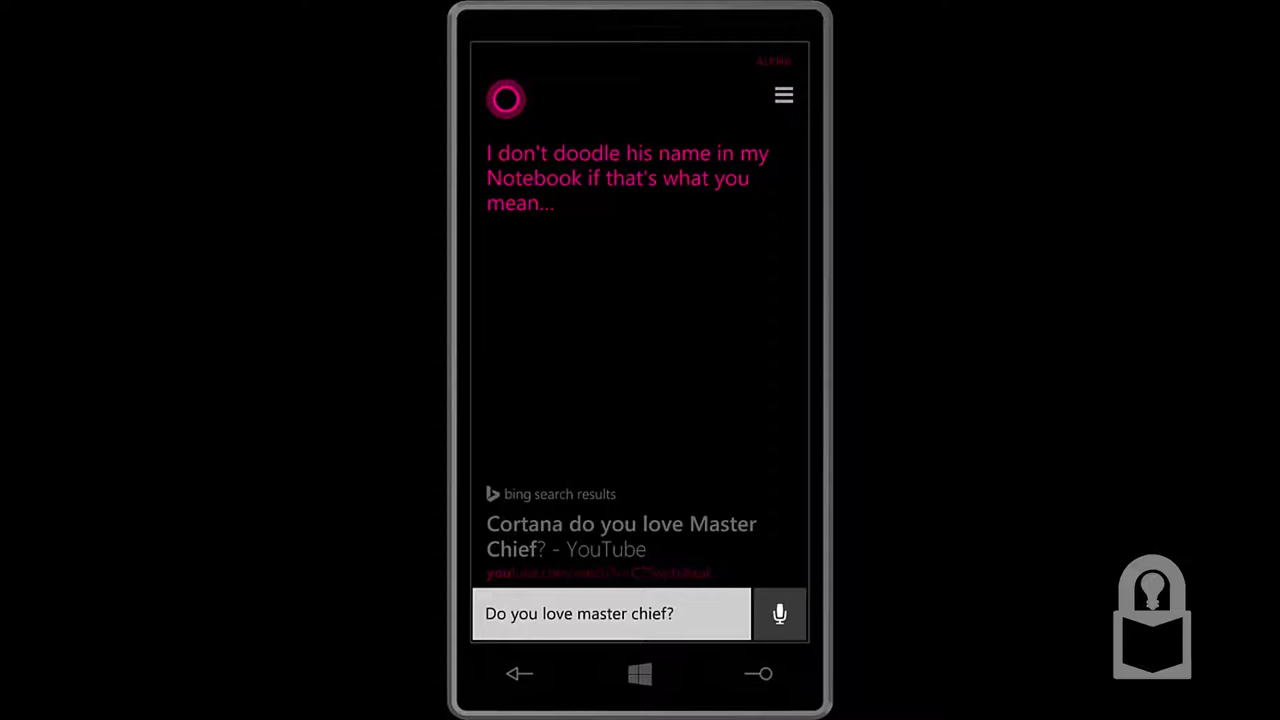 ALPHA
I don't doodle his name in my
Notebook if that's what you
mean...
bing search results
Cortana do you love Master
Chief? - YouTube
Do you love master chief?